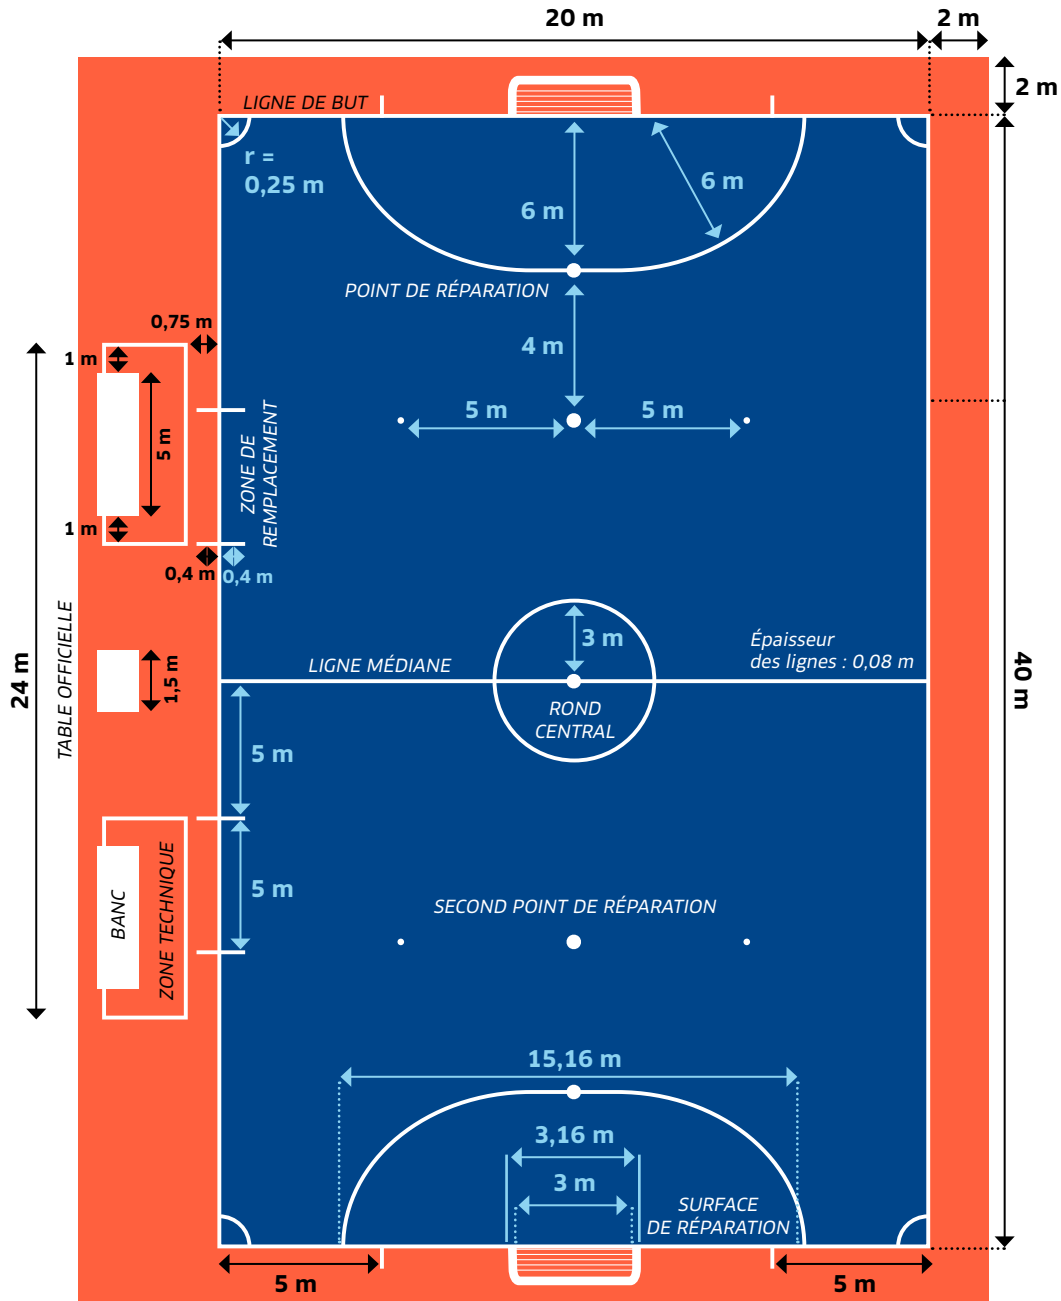 20 m
2 m
2 m
LIGNE DE BUT
r =
0,25 m
6 m
6 m
POINT DE RÉPARATION
0,75 m
4 m
1 m
5 m
5 m
5 m
ZONE DE
REMPLACEMENT
1 m
0,4 m
0,4 m
TABLE OFFICIELLE
24 m
1,5 m
3 m
LIGNE MÉDIANE
Épaisseur
des lignes : 0,08 m
40 m
ROND
CENTRAL
5 m
5 m
BANC
ZONE TECHNIQUE
SECOND POINT DE RÉPARATION
15,16 m
3,16 m
3 m
SURFACE
DE RÉPARATION
5 m
5 m